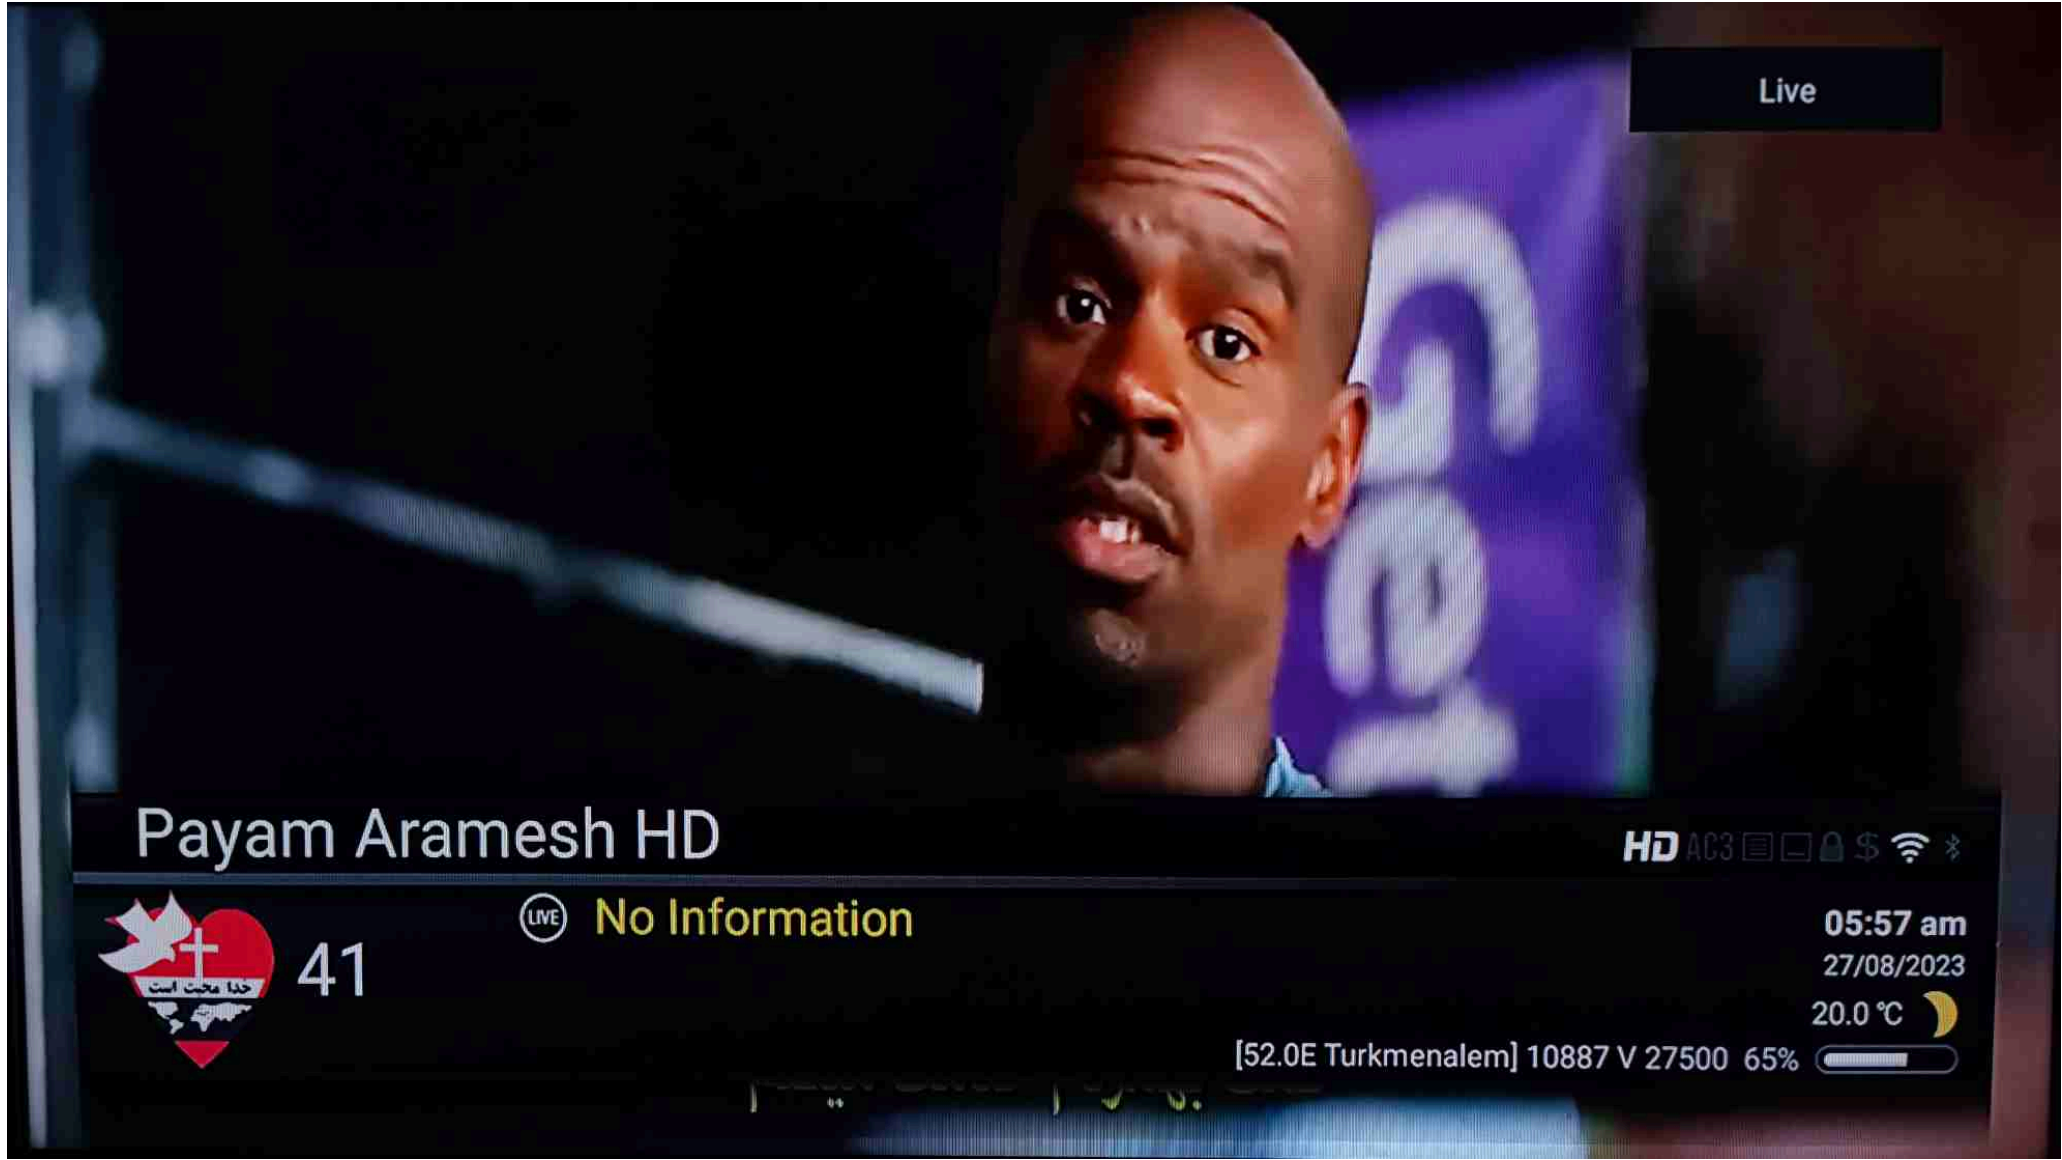 Live
Get
Payam Aramesh HD
HD AC3 $
LIVE No Information
41
خدا محبت است
05:57 am
27/08/2023
20.0 °C
[52.0E Turkmenalem] 10887 V 27500 65%